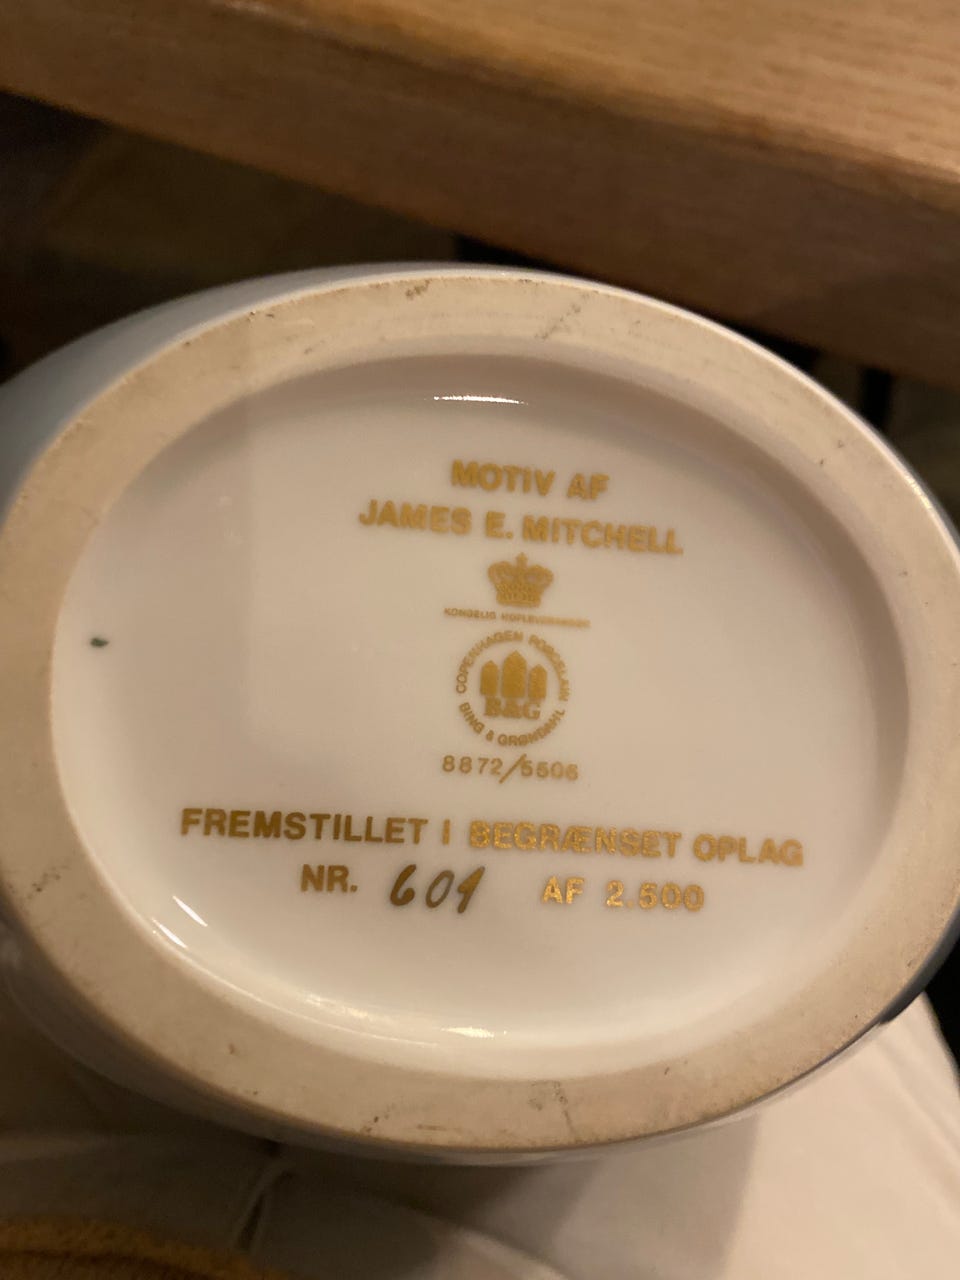 MOTIV AF
JAMES E. MITCHELL
KONGELIG HOFLEVERANDØR
COPENHAGEN PORCELAIN
B&G
BING & GRØNDAHL
8872/5506
FREMSTILLET I BEGRÆNSET OPLAG
NR. 601 AF 2.500